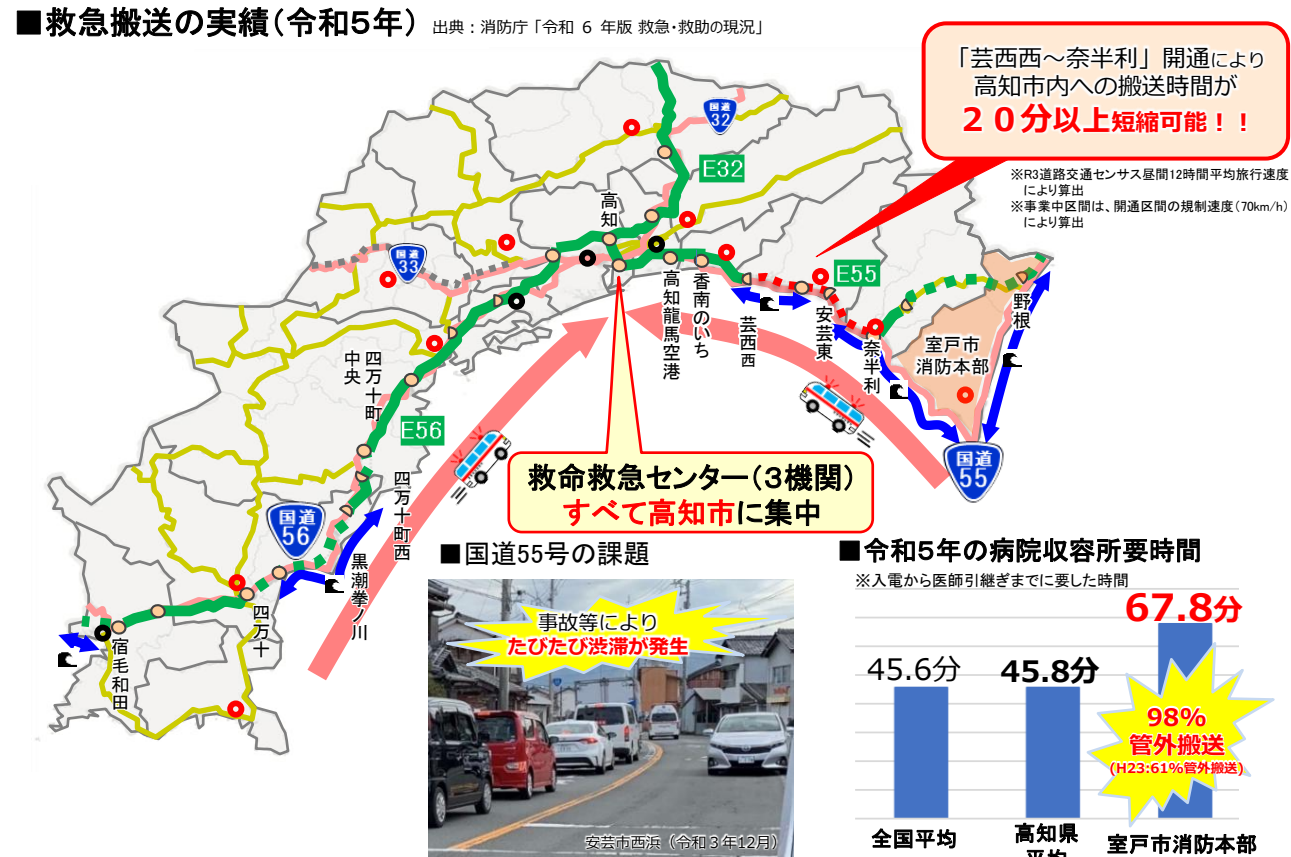 ■救急搬送の実績(令和5年)
出典:消防庁「令和 6 年版 救急・救助の現況」
「芸西西～奈半利」開通により
高知市内への搬送時間が
20分以上短縮可能!!
※R3道路交通センサス昼間12時間平均旅行速度
により算出
※事業中区間は、開通区間の規制速度(70km/h)
により算出
国道
32
E32
高知
国道
33
E55
高知龍馬空港
香南のいち
芸西西
安芸東
奈半利
野根
室戸市
消防本部
四万十町
中央
E56
国道
55
救命救急センター(3機関)
すべて高知市に集中
四万十町西
国道
56
黒潮拳ノ川
四万十
宿毛和田
■国道55号の課題
事故等により
たびたび渋滞が発生
安芸市西浜(令和3年12月)
■令和5年の病院収容所要時間
※入電から医師引継ぎまでに要した時間
67.8分
45.6分
45.8分
98%
管外搬送
(H23:61%管外搬送)
全国平均
高知県
平均
室戸市消防本部